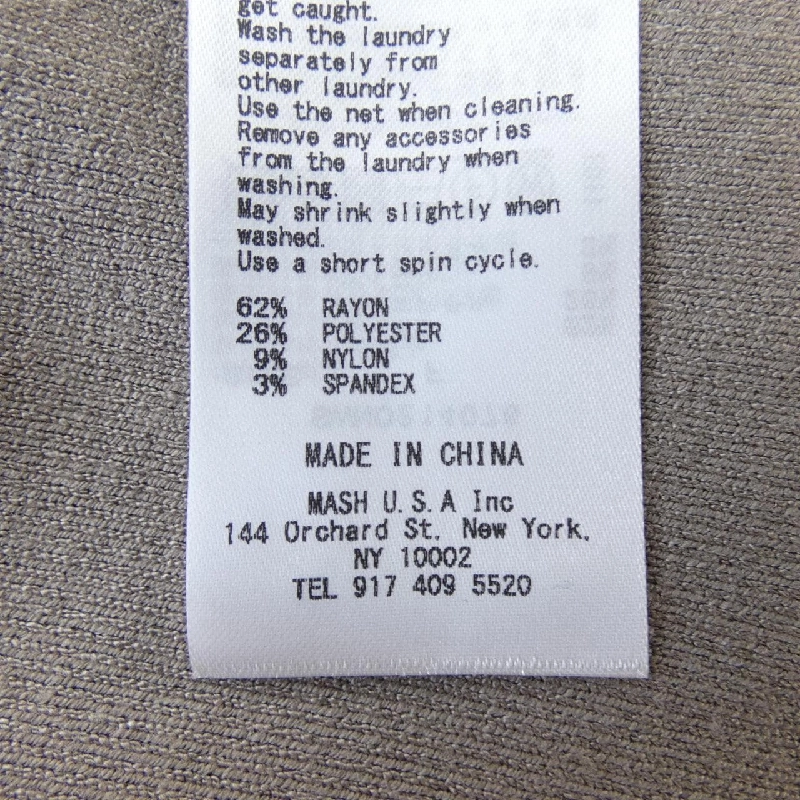 get caught.
Wash the laundry
separately from
other laundry.
Use the net when cleaning.
Remove any accessories
from the laundry when
washing.
May shrink slightly when
washed.
Use a short spin cycle.
62% RAYON
26% POLYESTER
9% NYLON
3% SPANDEX
MADE IN CHINA
MASH U.S.A Inc
144 Orchard St. New York,
NY 10002
TEL 917 409 5520